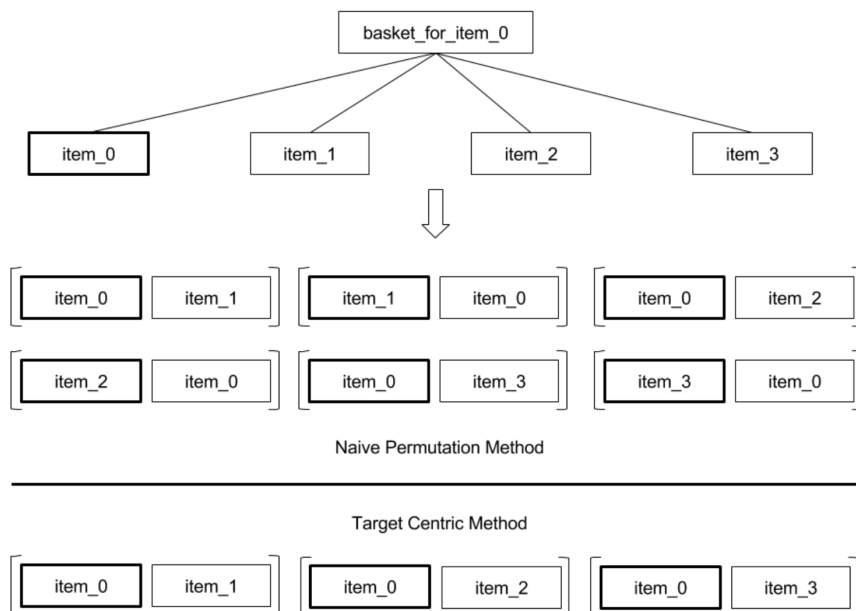 basket_for_item_0
item_0 item_1 item_2 item_3
item_0 item_1 item_1 item_0 item_0 item_2
item_2 item_0 item_0 item_3 item_3 item_0
Naive Permutation Method
Target Centric Method
item_0 item_1 item_0 item_2 item_0 item_3